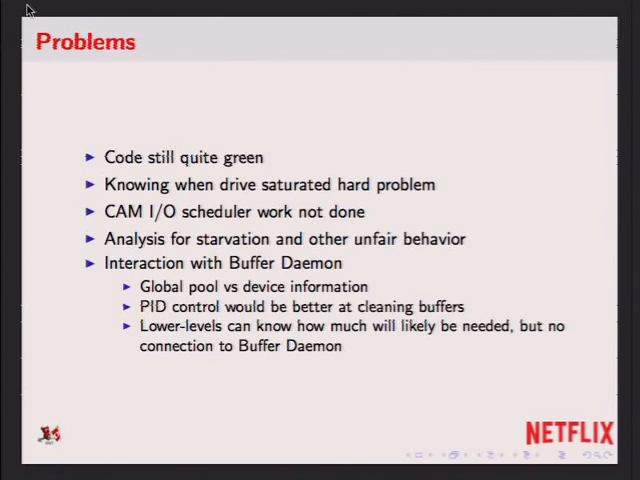 Problems
Code still quite green
Knowing when drive saturated hard problem
CAM I/O scheduler work not done
Analysis for starvation and other unfair behavior
Interaction with Buffer Daemon
Global pool vs device information
PID control would be better at cleaning buffers
Lower-levels can know how much will likely be needed, but no
connection to Buffer Daemon
NETFLIX